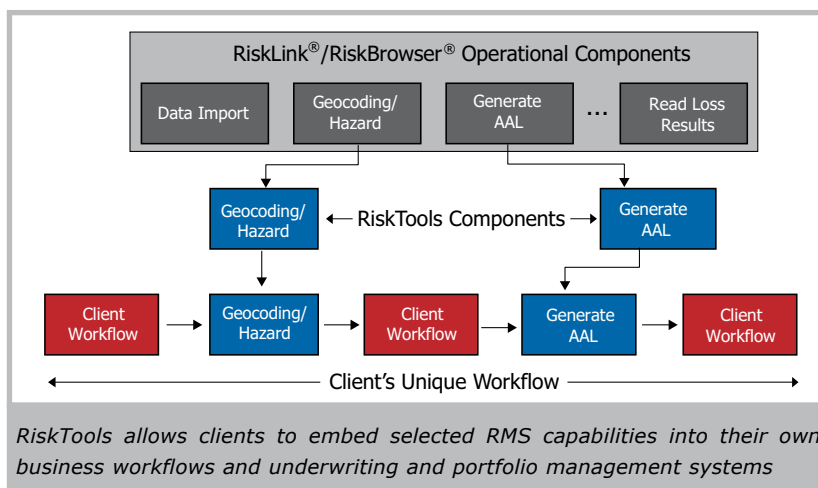 RiskLink®/RiskBrowser® Operational Components
Data Import
Geocoding/
Hazard
Generate
AAL
...
Read Loss
Results
Geocoding/
Hazard
RiskTools Components
Generate
AAL
Client
Workflow
Geocoding/
Hazard
Client
Workflow
Generate
AAL
Client
Workflow
Client's Unique Workflow
RiskTools allows clients to embed selected RMS capabilities into their own
business workflows and underwriting and portfolio management systems